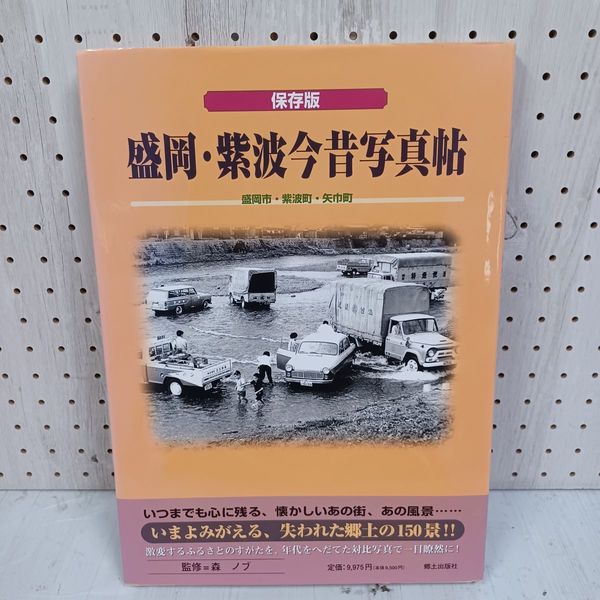 保存版
盛岡・紫波今昔写真帖
盛岡市・紫波町・矢巾町
いつまでも心に残る、懐かしいあの街、あの風景……
いまよみがえる、失われた郷土の150景!!
激変するふるさとのすがたを、年代をへだてた対比写真で一目瞭然に!
監修=森 ノブ
定価:9,975円(本体9,500円)
郷土出版社